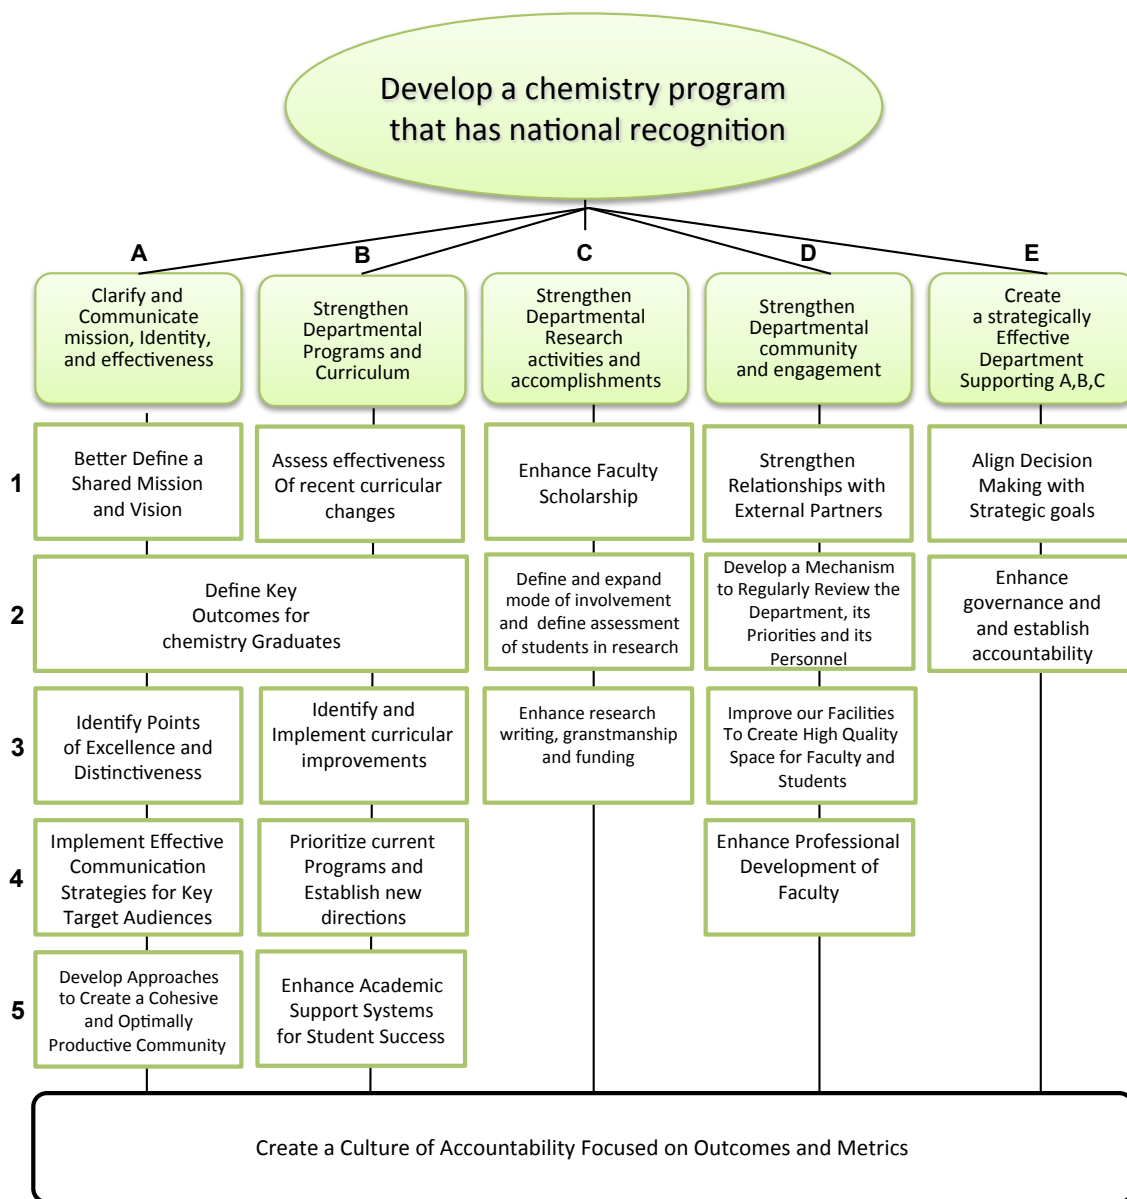 Develop a chemistry program
that has national recognition
A
B
C
D
E
Clarify and
Communicate
mission, Identity,
and effectiveness
Strengthen
Departmental
Programs and
Curriculum
Strengthen
Departmental
Research
activities and
accomplishments
Strengthen
Departmental
community
and engagement
Create
a strategically
Effective
Department
Supporting A,B,C
1
Better Define a
Shared Mission
and Vision
Assess effectiveness
Of recent curricular
changes
Enhance Faculty
Scholarship
Strengthen
Relationships with
External Partners
Align Decision
Making with
Strategic goals
2
Define Key
Outcomes for
chemistry Graduates
Define and expand
mode of involvement
and define assessment
of students in research
Develop a Mechanism
to Regularly Review the
Department, its
Priorities and its
Personnel
Enhance
governance and
and establish
accountability
3
Identify Points
of Excellence and
Distinctiveness
Identify and
Implement curricular
improvements
Enhance research
writing, granstmanship
and funding
Improve our Facilities
To Create High Quality
Space for Faculty and
Students
4
Implement Effective
Communication
Strategies for Key
Target Audiences
Prioritize current
Programs and
Establish new
directions
Enhance Professional
Development of
Faculty
5
Develop Approaches
to Create a Cohesive
and Optimally
Productive Community
Enhance Academic
Support Systems
for Student Success
Create a Culture of Accountability Focused on Outcomes and Metrics